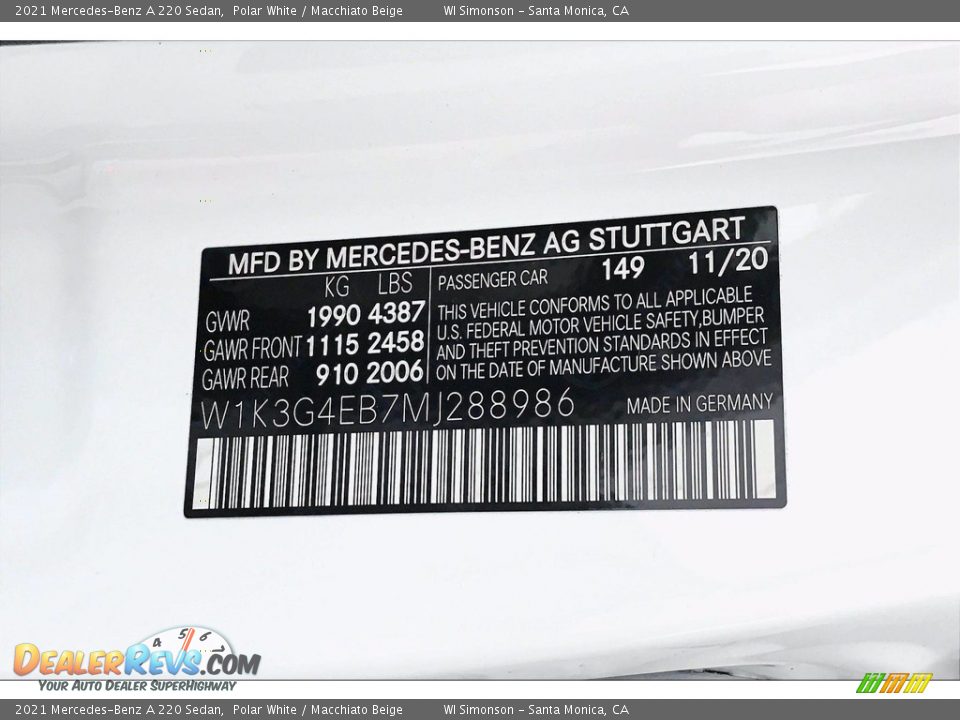 2021 Mercedes-Benz A 220 Sedan, Polar White / Macchiato Beige WI Simonson - Santa Monica, CA
MFD BY MERCEDES-BENZ AG STUTTGART
KG LBS PASSENGER CAR 149 11/20
GVWR 1990 4387
GAWR FRONT 1115 2458
GAWR REAR 910 2006
THIS VEHICLE CONFORMS TO ALL APPLICABLE
U.S. FEDERAL MOTOR VEHICLE SAFETY,BUMPER
AND THEFT PREVENTION STANDARDS IN EFFECT
ON THE DATE OF MANUFACTURE SHOWN ABOVE
W1K3G4EB7MJ288986 MADE IN GERMANY
4 5 6
DEALERREVS.COM
YOUR AUTO DEALER SUPERHIGHWAY
2021 Mercedes-Benz A 220 Sedan, Polar White / Macchiato Beige WI Simonson - Santa Monica, CA